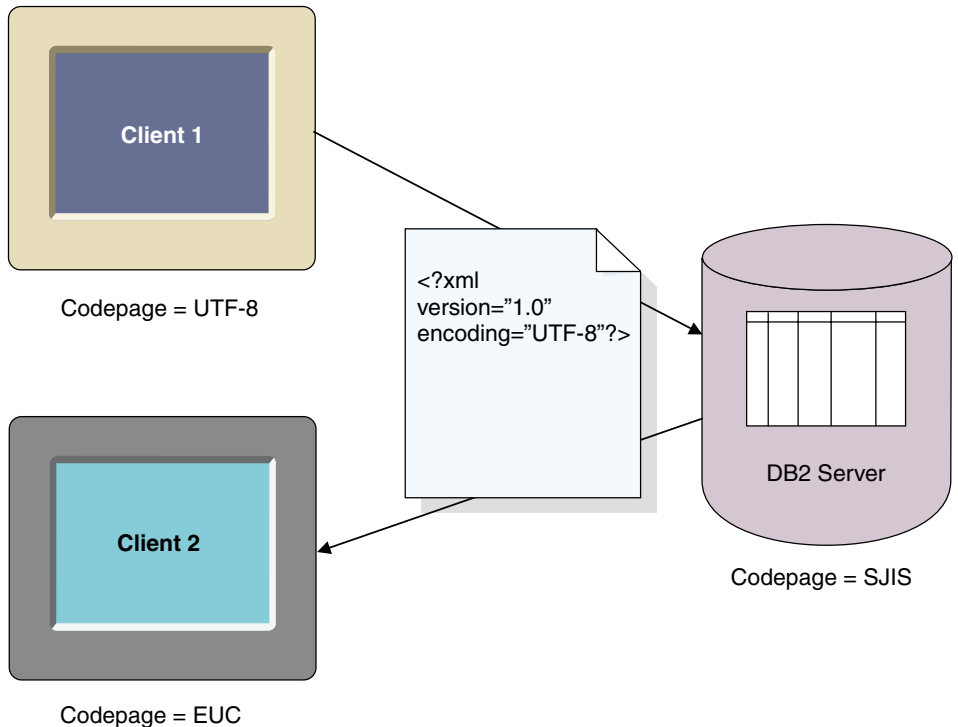 Client 1
Codepage = UTF-8
<?xml
version=”1.0”
encoding=”UTF-8”?>
DB2 Server
Codepage = SJIS
Client 2
Codepage = EUC